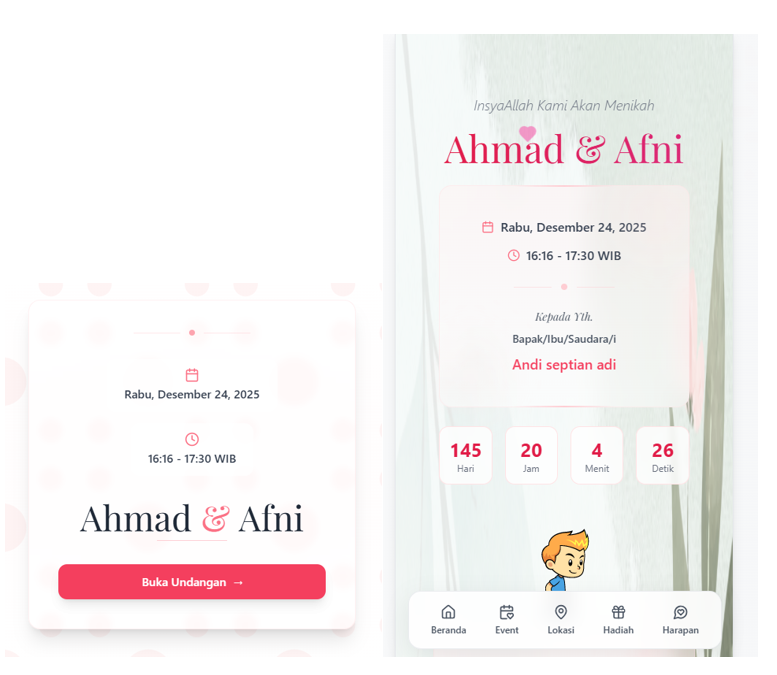 Rabu, Desember 24, 2025
16:16 - 17:30 WIB
Ahmad & Afni
Buka Undangan →
InsyaAllah Kami Akan Menikah
Ahmad & Afni
Rabu, Desember 24, 2025
16:16 - 17:30 WIB
Kepada Yth.
Bapak/Ibu/Saudara/i
Andi septian adi
145 20 4 26
Hari Jam Menit Detik
Beranda Event Lokasi Hadiah Harapan